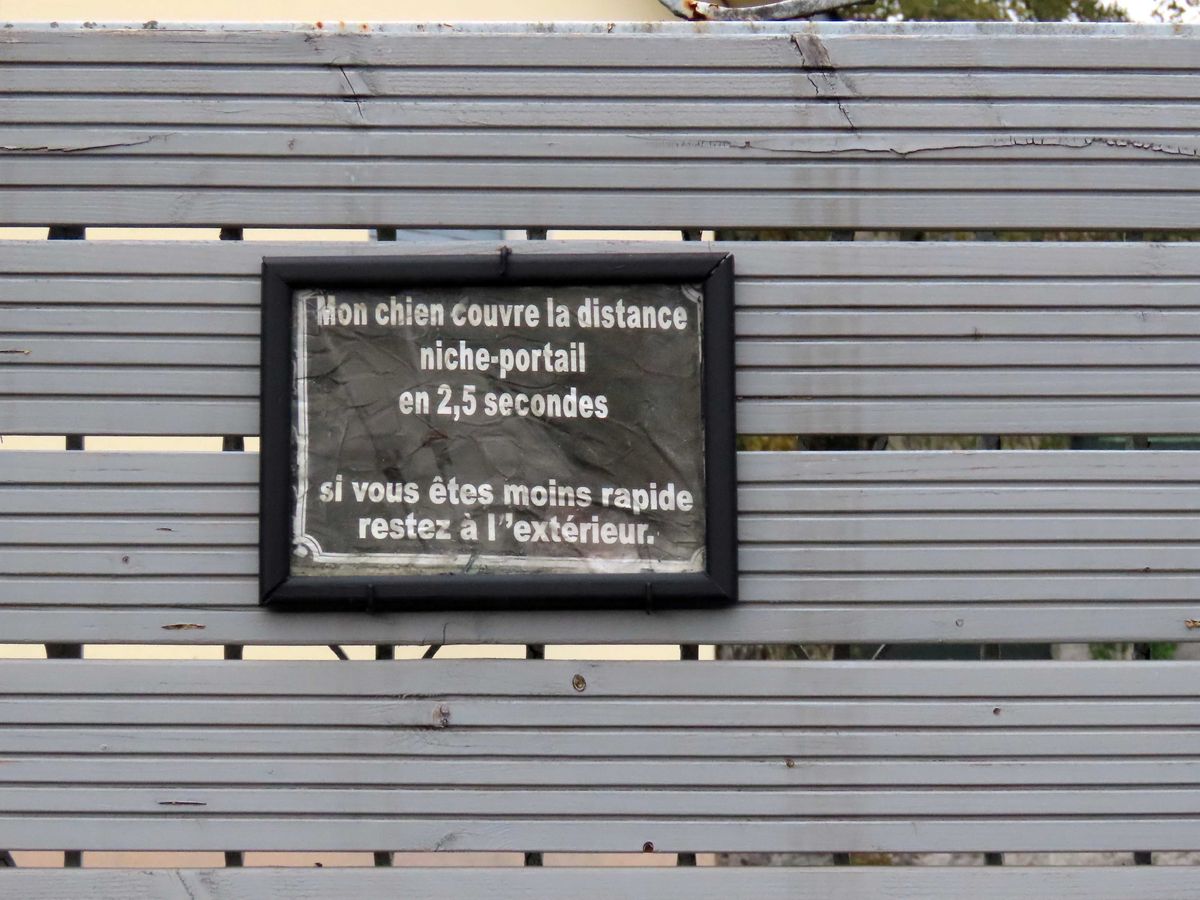 Mon chien couvre la distance
niche-portail
en 2,5 secondes
si vous êtes moins rapide
restez à l'’extérieur.